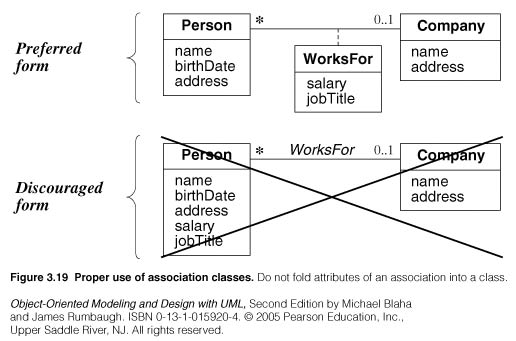 Preferred form
Person
*
0..1
Company
name
birthDate
address
name
address
WorksFor
salary
jobTitle
Discouraged form
Person
*
WorksFor
0..1
Company
name
birthDate
address
salary
jobTitle
name
address
Figure 3.19 Proper use of association classes. Do not fold attributes of an association into a class.
Object-Oriented Modeling and Design with UML, Second Edition by Michael Blaha
and James Rumbaugh. ISBN 0-13-1-015920-4. © 2005 Pearson Education, Inc.,
Upper Saddle River, NJ. All rights reserved.